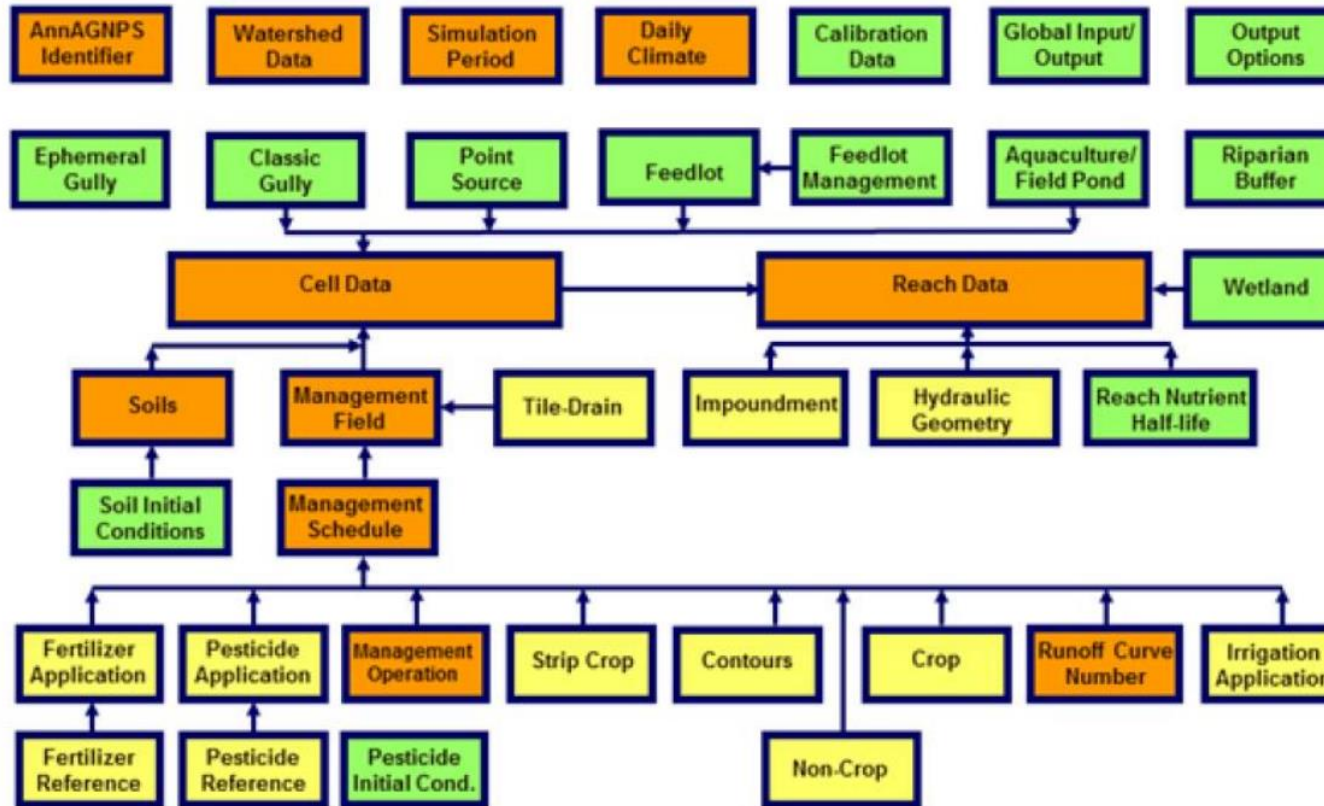 AnnAGNPS
Identifier
Watershed
Data
Simulation
Period
Daily
Climate
Calibration
Data
Global Input/
Output
Output
Options
Ephemeral
Gully
Classic
Gully
Point
Source
Feedlot
Feedlot
Management
Aquaculture/
Field Pond
Riparian
Buffer
Cell Data
Reach Data
Wetland
Soils
Management
Field
Tile-Drain
Impoundment
Hydraulic
Geometry
Reach Nutrient
Half-life
Soil Initial
Conditions
Management
Schedule
Fertilizer
Application
Pesticide
Application
Management
Operation
Strip Crop
Contours
Crop
Runoff Curve
Number
Irrigation
Application
Fertilizer
Reference
Pesticide
Reference
Pesticide
Initial Cond.
Non-Crop